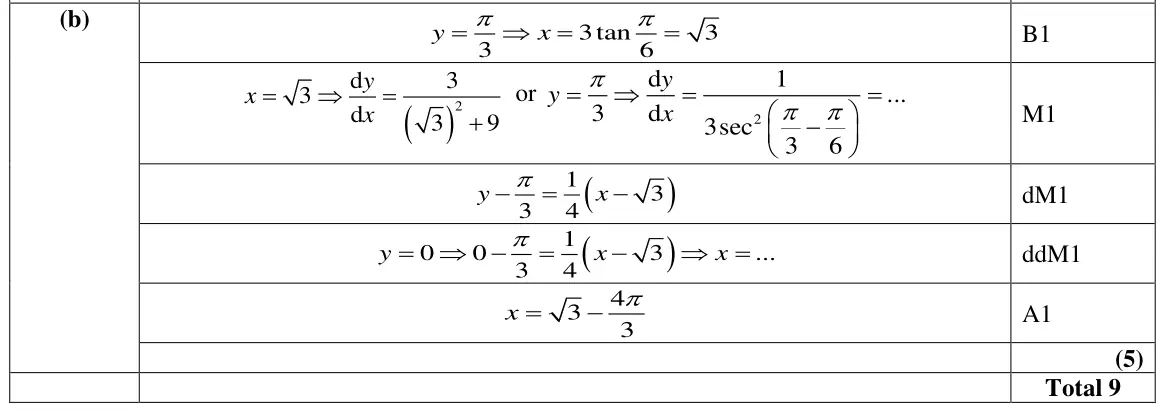 (b) y = π/3 ⇒ x = 3 tan π/6 = √3 B1
x = √3 ⇒ dy/dx = 3/((√3)² + 9) or y = π/3 ⇒ dy/dx = 1/(3sec²(π/3 − π/6)) = ... M1
y − π/3 = 1/4 (x − √3) dM1
y = 0 ⇒ 0 − π/3 = 1/4 (x − √3) ⇒ x = ... ddM1
x = √3 − 4π/3 A1
(5)
Total 9